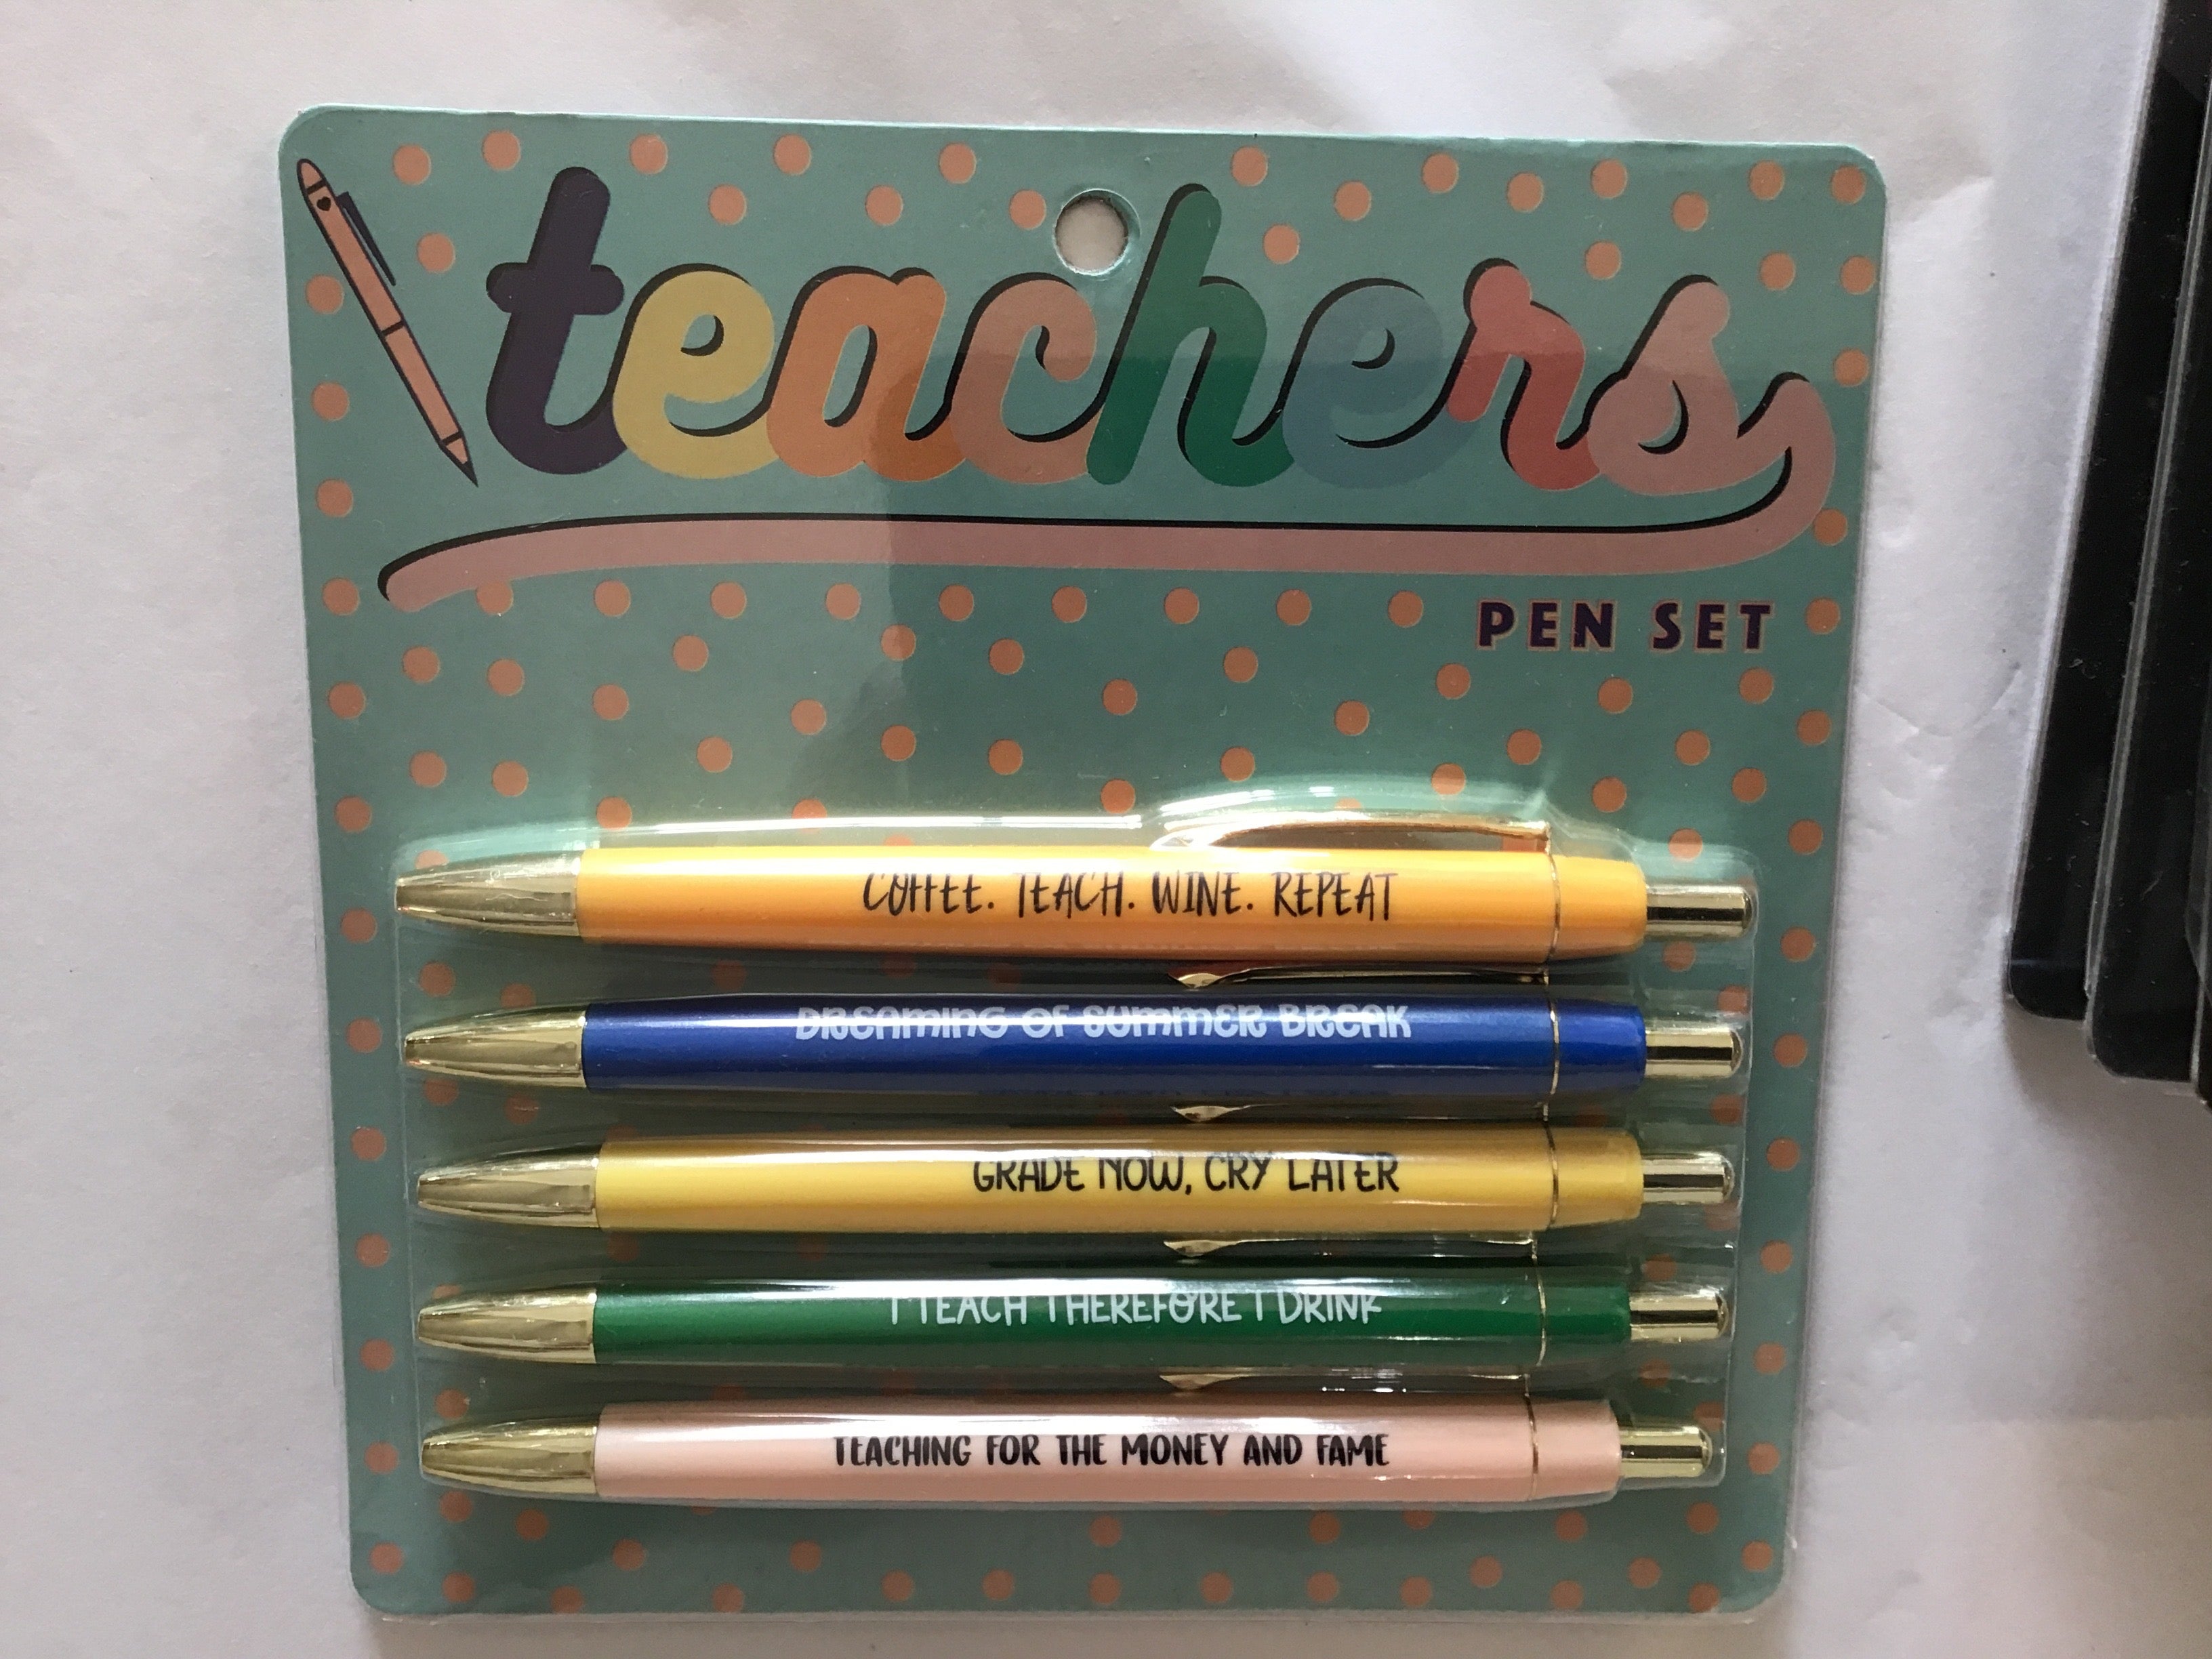 teachers
PEN SET
COFFEE. TEACH. WINE. REPEAT
DREAMING OF SUMMER BREAK
GRADE NOW, CRY LATER
I TEACH THEREFORE I DRINK
TEACHING FOR THE MONEY AND FAME